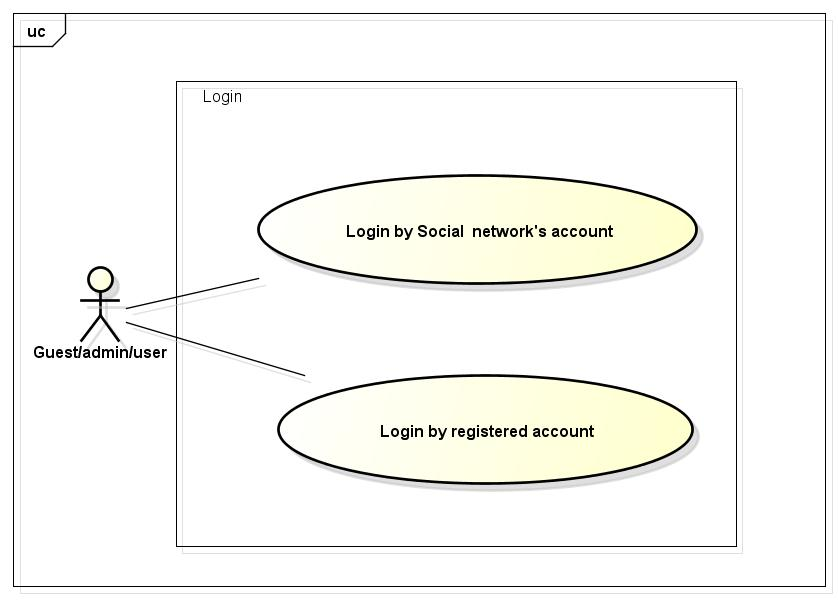 uc
Login
Login by Social network's account
Guest/admin/user
Login by registered account